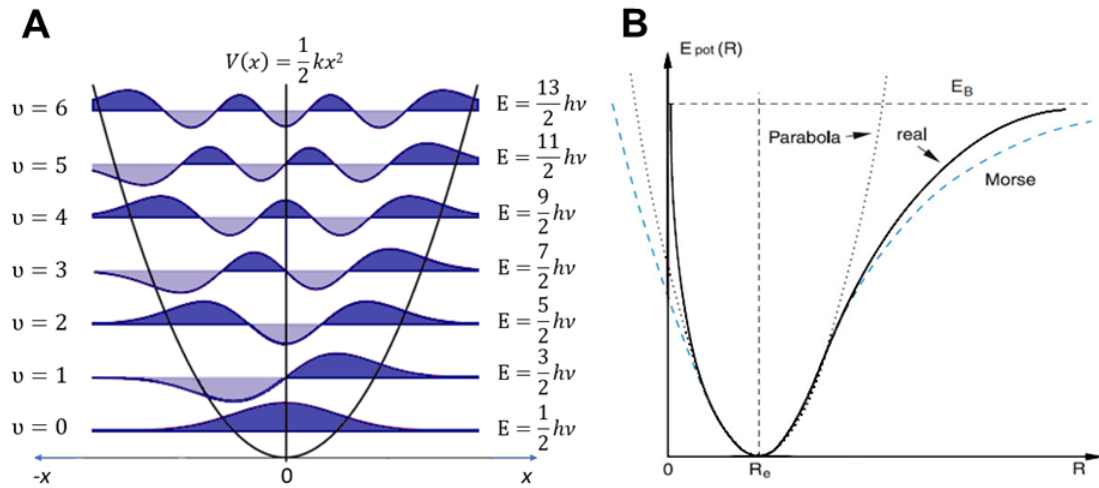 A
V(x) = 1/2 kx²
υ = 6
E = 13/2 hν
υ = 5
E = 11/2 hν
υ = 4
E = 9/2 hν
υ = 3
E = 7/2 hν
υ = 2
E = 5/2 hν
υ = 1
E = 3/2 hν
υ = 0
E = 1/2 hν
-x
0
x
B
E pot (R)
E_B
Parabola
real
Morse
0
R_e
R